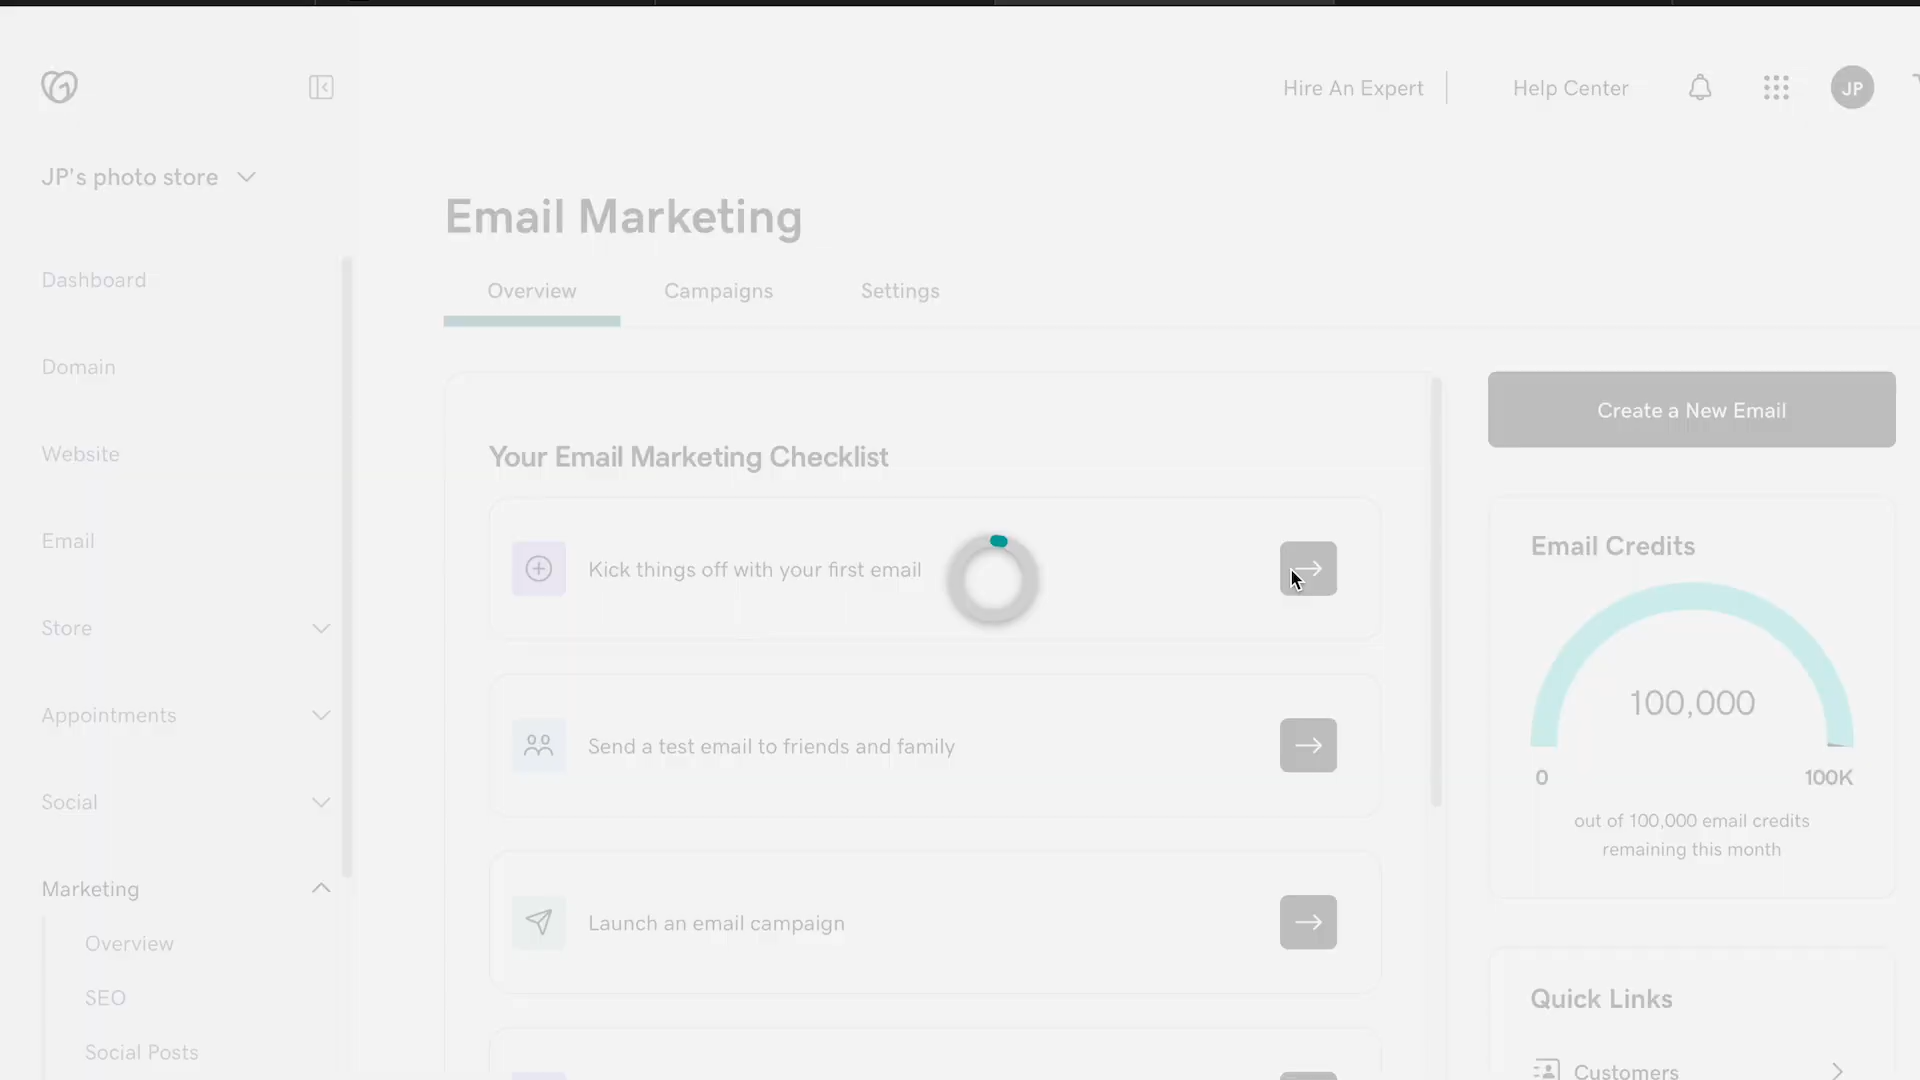 Hire An Expert
Help Center
JP
JP's photo store
Email Marketing
Dashboard
Overview
Campaigns
Settings
Domain
Create a New Email
Website
Your Email Marketing Checklist
Email
Email Credits
Kick things off with your first email
Store
100,000
Appointments
Send a test email to friends and family
0
100K
Social
out of 100,000 email credits
remaining this month
Marketing
Launch an email campaign
Overview
SEO
Quick Links
Social Posts
Customers